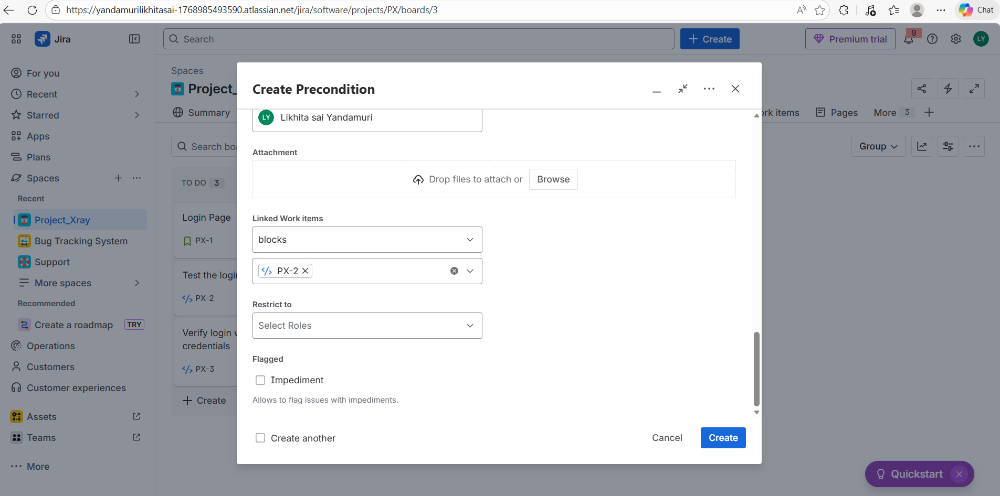 https://yandamurilikhitasai-1768985493590.atlassian.net/jira/software/projects/PX/boards/3
Chat
Jira
Search
Create
Premium trial
9
LY
For you
Recent
Starred
Apps
Plans
Spaces
Recent
Project_Xray
Bug Tracking System
Support
More spaces
Recommended
Create a roadmap TRY
Operations
Customers
Customer experiences
Assets
Teams
More
Spaces
Project_
Summary
Pages
More 3
items
Search
Group
TO DO 3
Login Page
PX-1
Test the
PX-2
Verify login
credentials
PX-3
Create
Create Precondition
LY Likhita sai Yandamuri
Attachment
Drop files to attach or Browse
Linked Work items
blocks
PX-2
Restrict to
Select Roles
Flagged
Impediment
Allows to flag issues with impediments.
Create another
Cancel Create
Quickstart